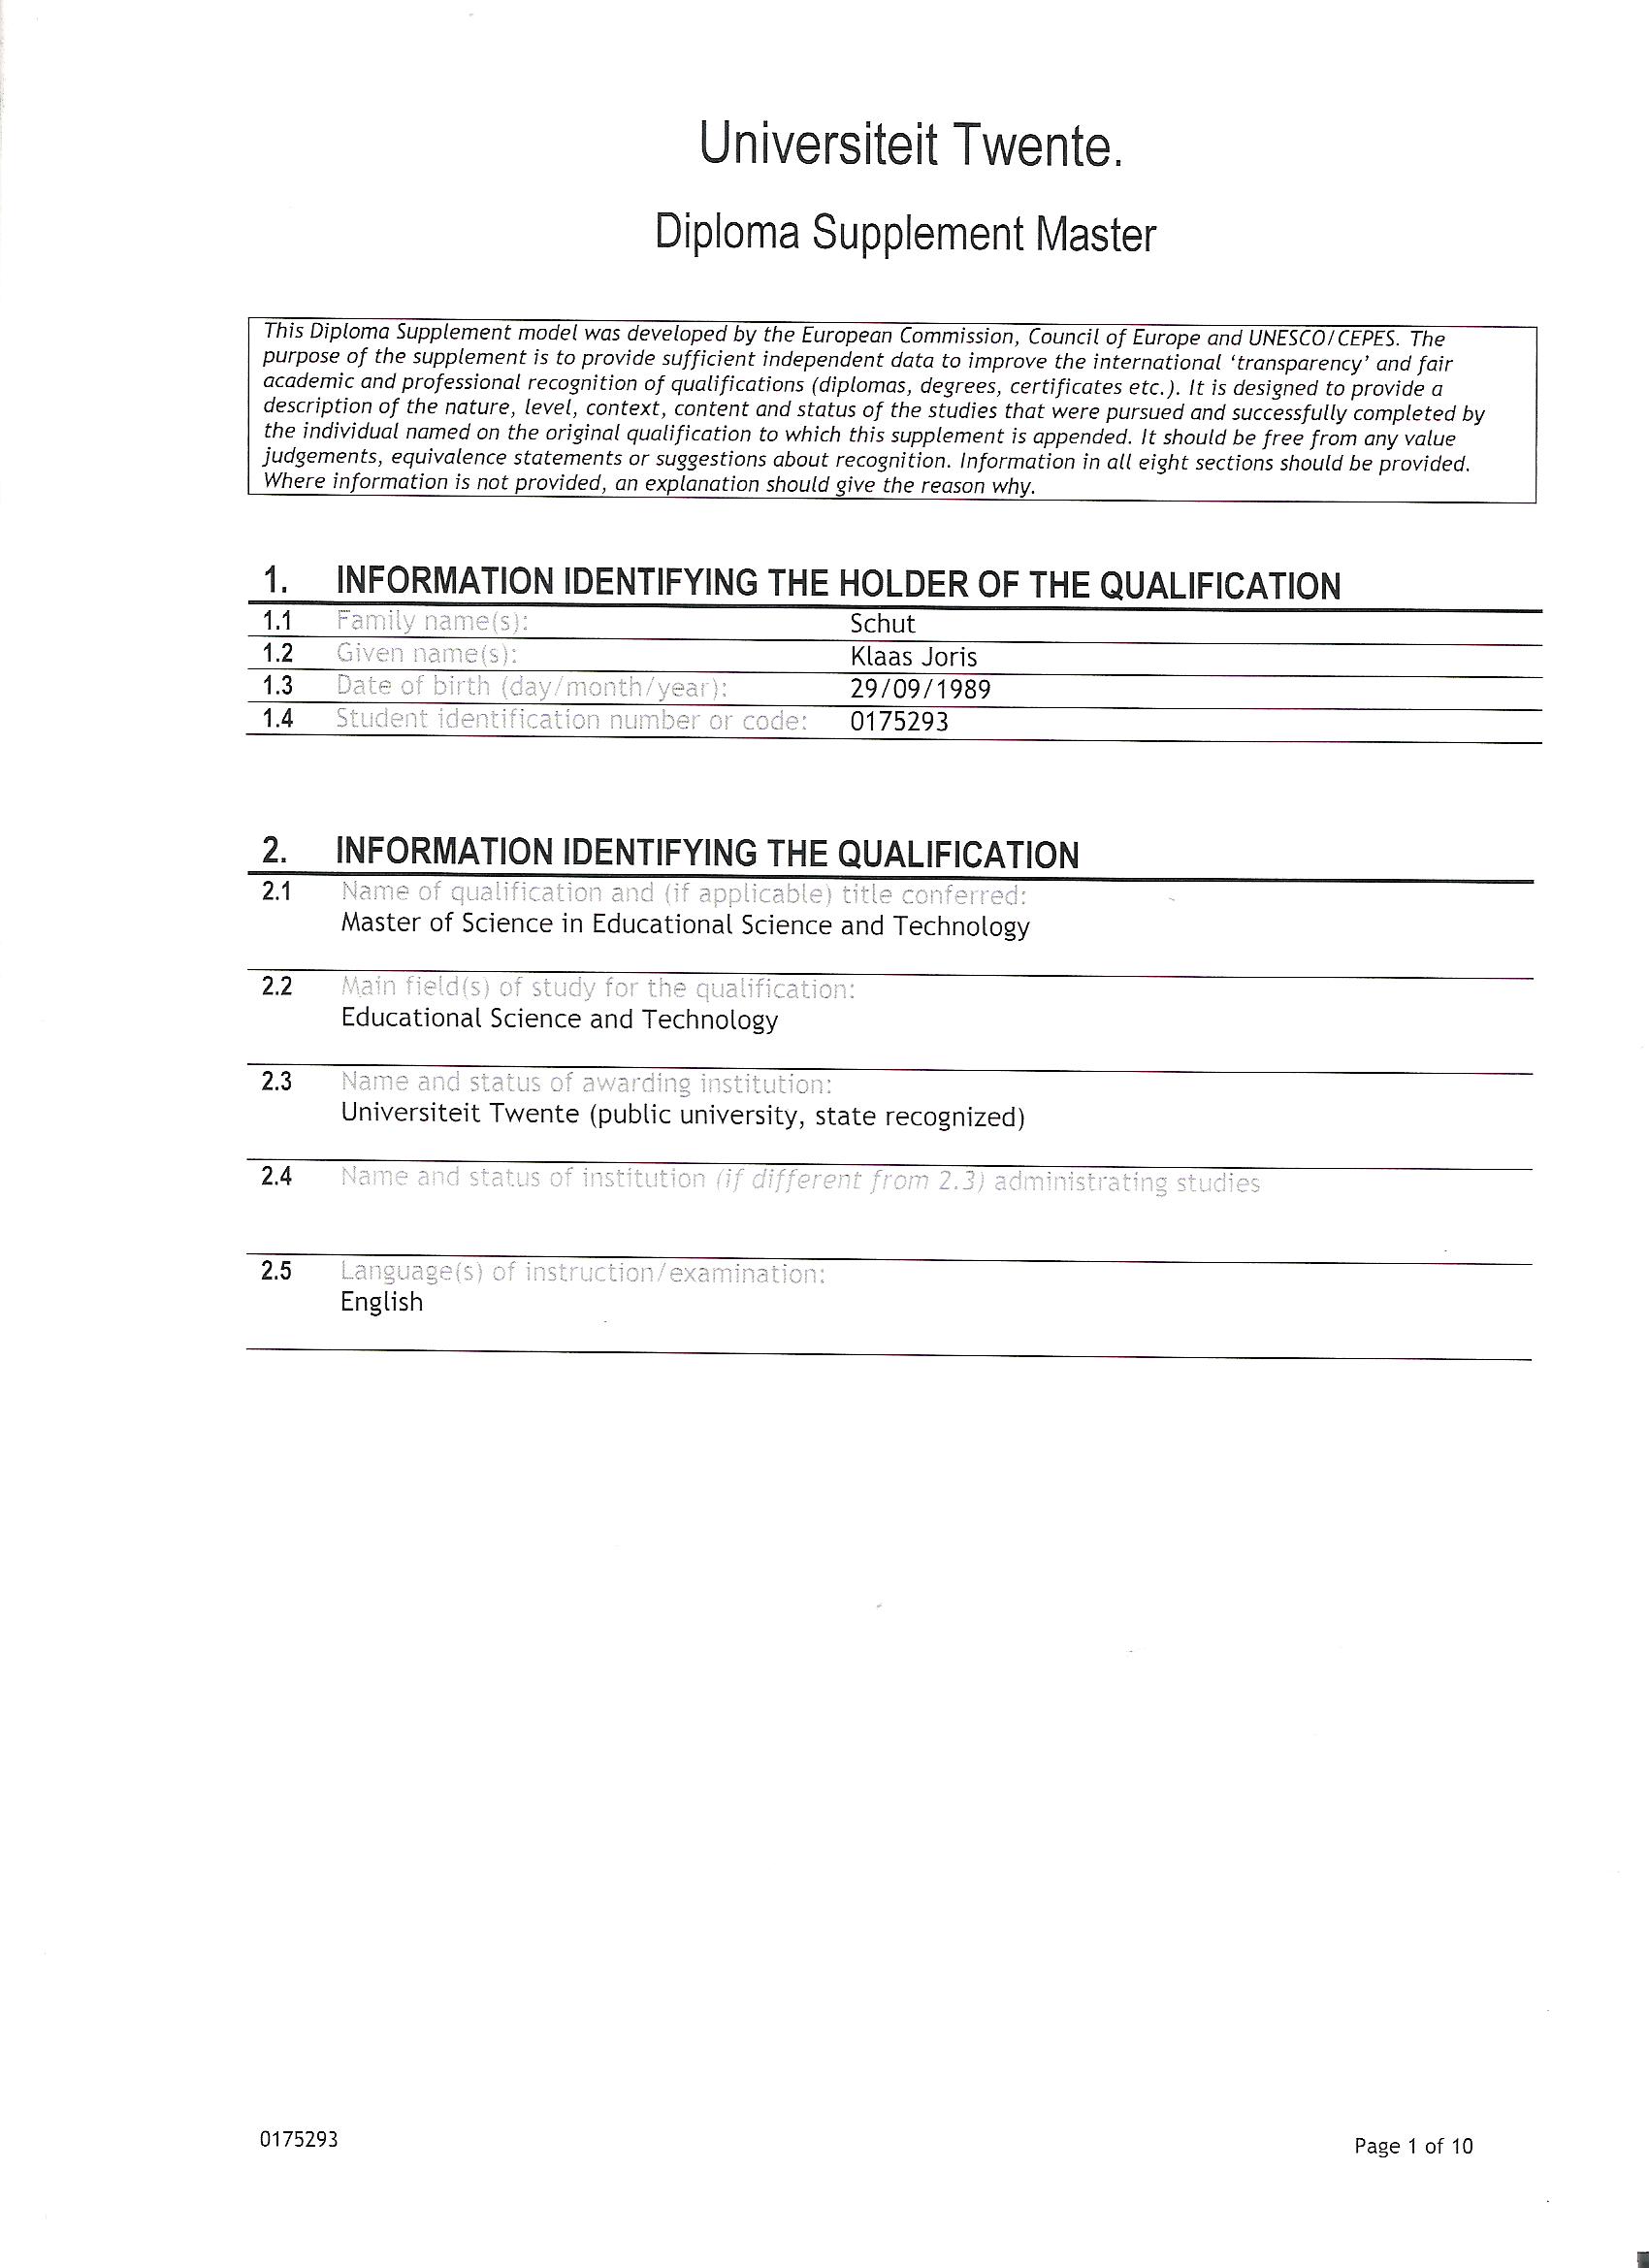 Universiteit Twente.
Diploma Supplement Master
This Diploma Supplement model was developed by the European Commission, Council of Europe and UNESCO/CEPES. The
purpose of the supplement is to provide sufficient independent data to improve the international 'transparency' and fair
academic and professional recognition of qualifications (diplomas, degrees, certificates etc.). It is designed to provide a
description of the nature, level, context, content and status of the studies that were pursued and successfully completed by
the individual named on the original qualification to which this supplement is appended. It should be free from any value
judgements, equivalence statements or suggestions about recognition. Information in all eight sections should be provided.
Where information is not provided, an explanation should give the reason why.
1. INFORMATION IDENTIFYING THE HOLDER OF THE QUALIFICATION
1.1 Family name(s): Schut
1.2 Given name(s): Klaas Joris
1.3 Date of birth (day/month/year): 29/09/1989
1.4 Student identification number or code: 0175293
2. INFORMATION IDENTIFYING THE QUALIFICATION
2.1 Name of qualification and (if applicable) title conferred:
Master of Science in Educational Science and Technology
2.2 Main field(s) of study for the qualification:
Educational Science and Technology
2.3 Name and status of awarding institution:
Universiteit Twente (public university, state recognized)
2.4 Name and status of institution (if different from 2.3) administrating studies
2.5 Language(s) of instruction/examination:
English
0175293
Page 1 of 10